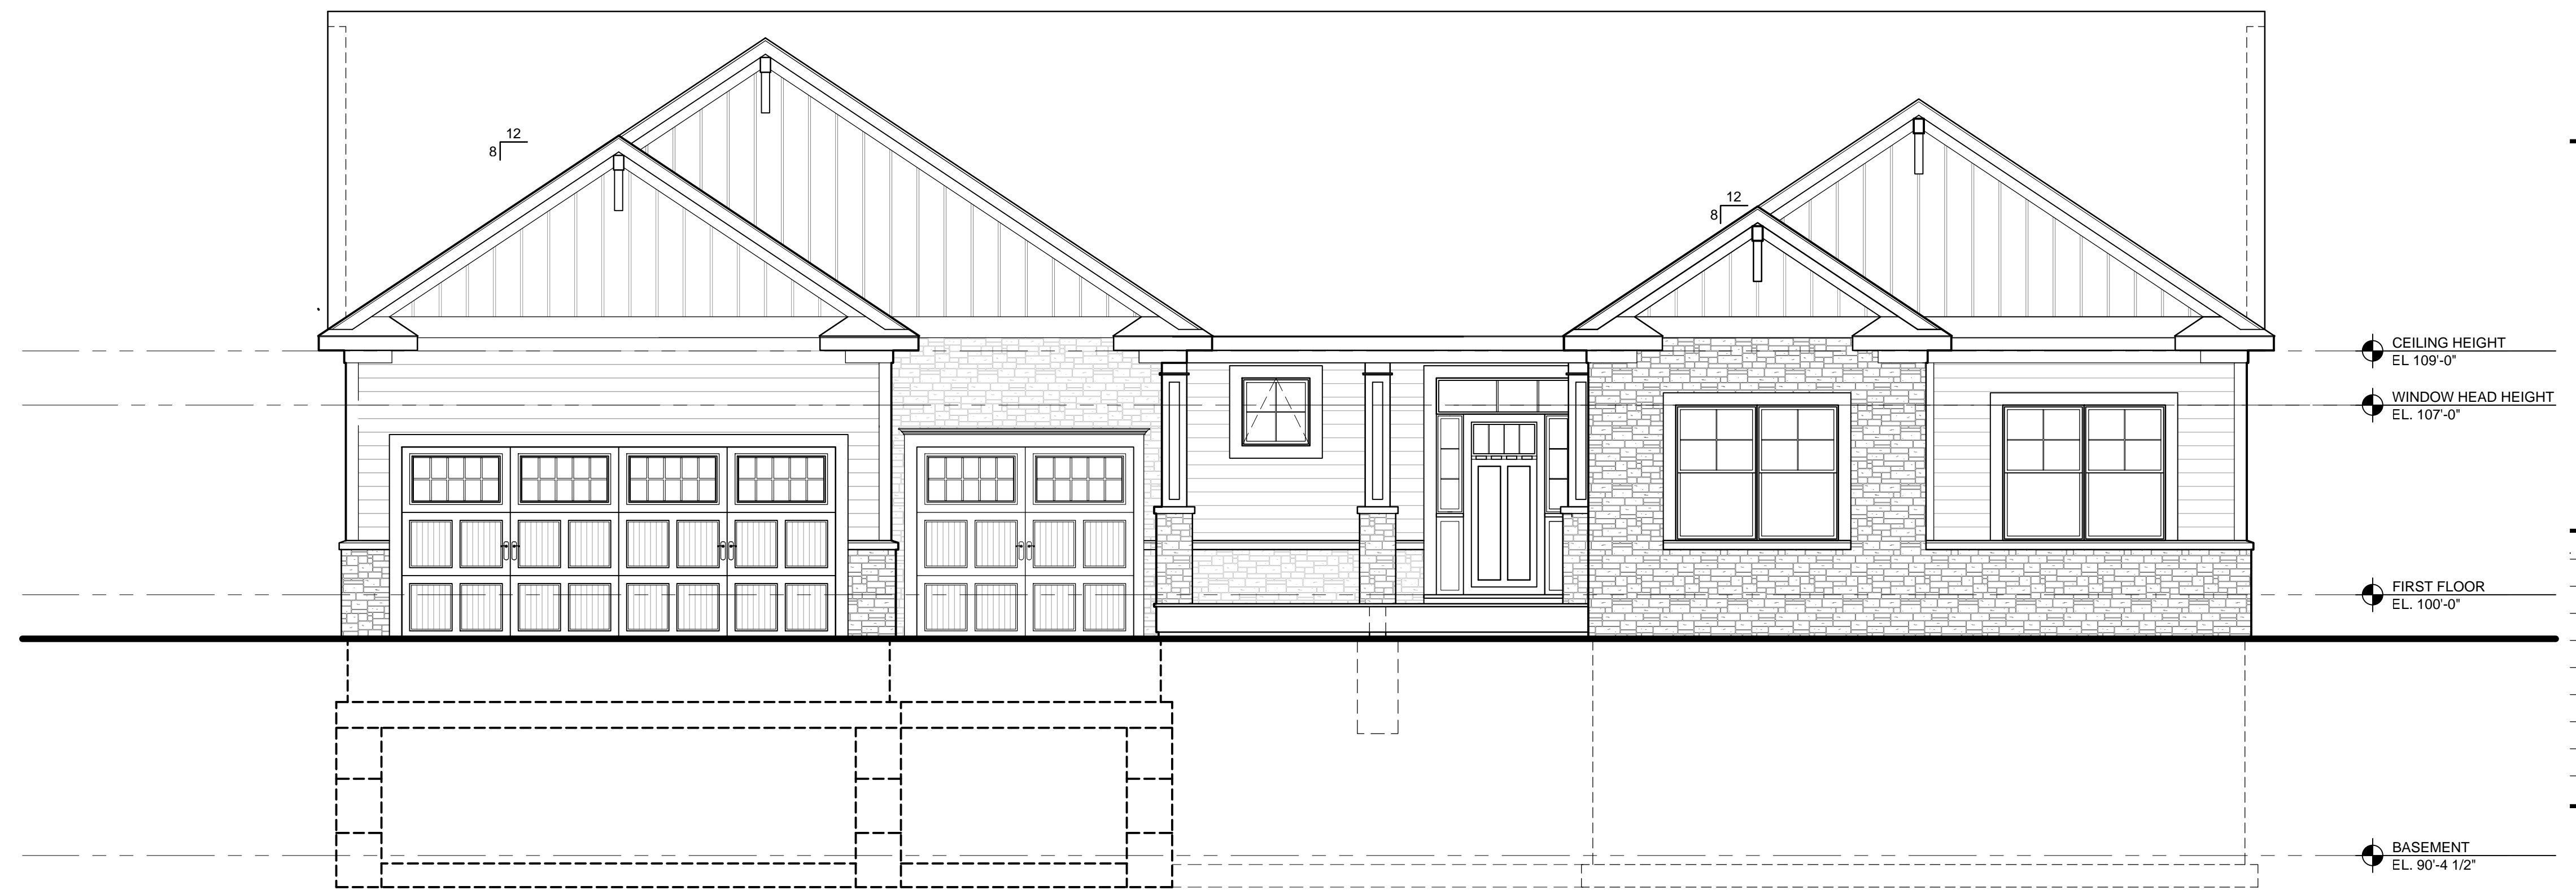 12
8
12
8
CEILING HEIGHT
EL 109'-0"
WINDOW HEAD HEIGHT
EL. 107'-0"
FIRST FLOOR
EL. 100'-0"
BASEMENT
EL. 90'-4 1/2"